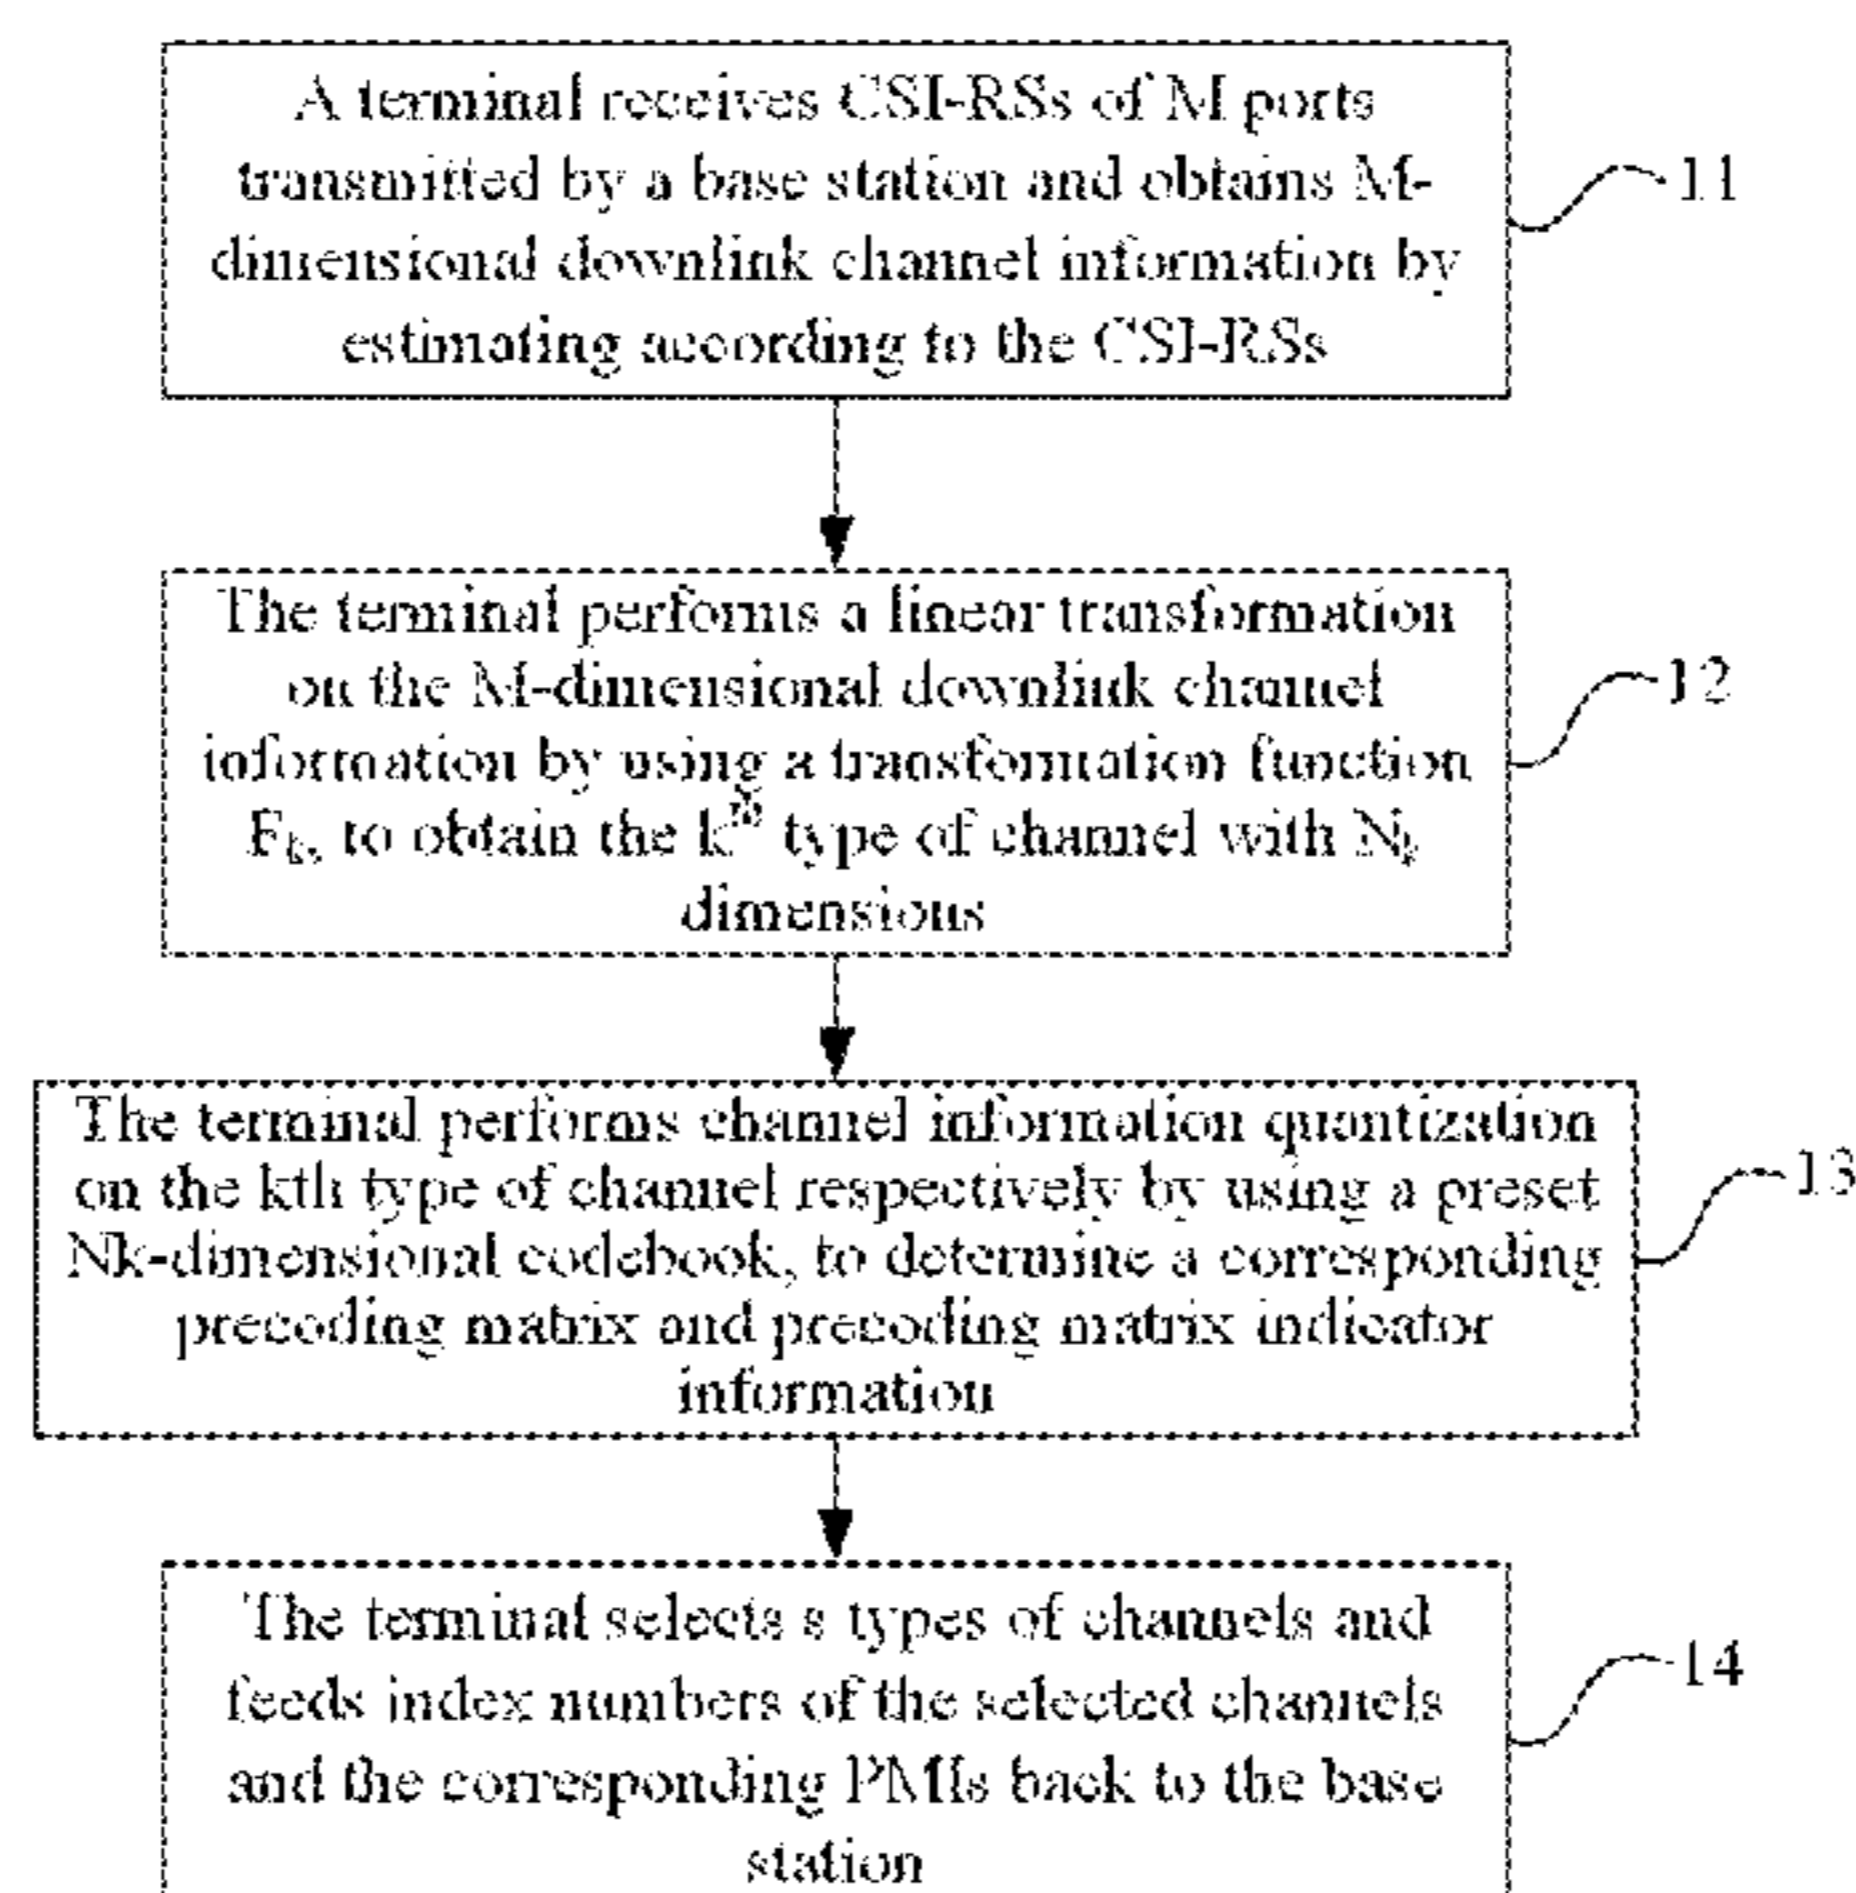 A terminal receives CSI-RSs of M ports
transmitted by a base station and obtains M-
dimensional downlink channel information by
estimating according to the CSI-RSs
11
The terminal performs a linear transformation
on the M-dimensional downlink channel
information by using a transformation function
Fk, to obtain the kth type of channel with Nk
dimensions
12
The terminal performs channel information quantization
on the kth type of channel respectively by using a preset
Nk-dimensional codebook, to determine a corresponding
precoding matrix and precoding matrix indicator
information
13
The terminal selects s types of channels and
feeds index numbers of the selected channels
and the corresponding PMIs back to the base
station
14